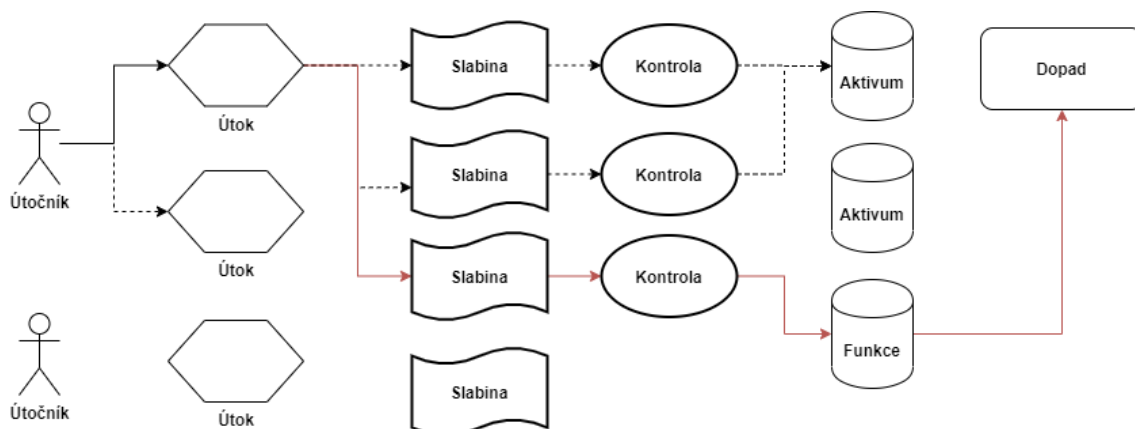 Slabina
Kontrola
Aktivum
Dopad
Útok
Slabina
Kontrola
Útočník
Aktivum
Útok
Slabina
Kontrola
Funkce
Slabina
Útočník
Útok